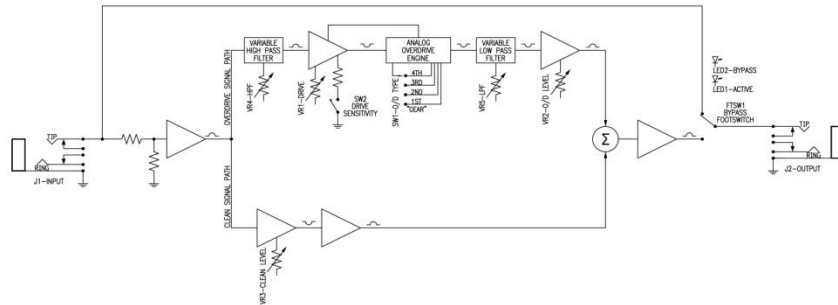 VARIABLE
HIGH PASS
FILTER
ANALOG
OVERDRIVE
ENGINE
VARIABLE
LOW PASS
FILTER
OVERDRIVE SIGNAL PATH
VR4-HPF
VR1-DRIVE
SW2
DRIVE
SENSITIVITY
SW1-O/D TYPE
4TH
3RD
2ND
1ST
"GEAR"
VR5-LPF
VR2-O/D LEVEL
LED2-BYPASS
LED1-ACTIVE
FTSW1
BYPASS
FOOTSWITCH
TIP
RING
J1-INPUT
Σ
TIP
RING
J2-OUTPUT
CLEAN SIGNAL PATH
VR3-CLEAN LEVEL